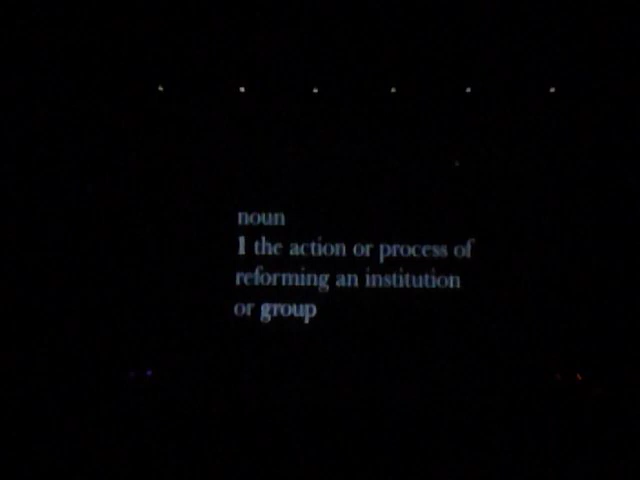 noun
1 the action or process of
reforming an institution
or group